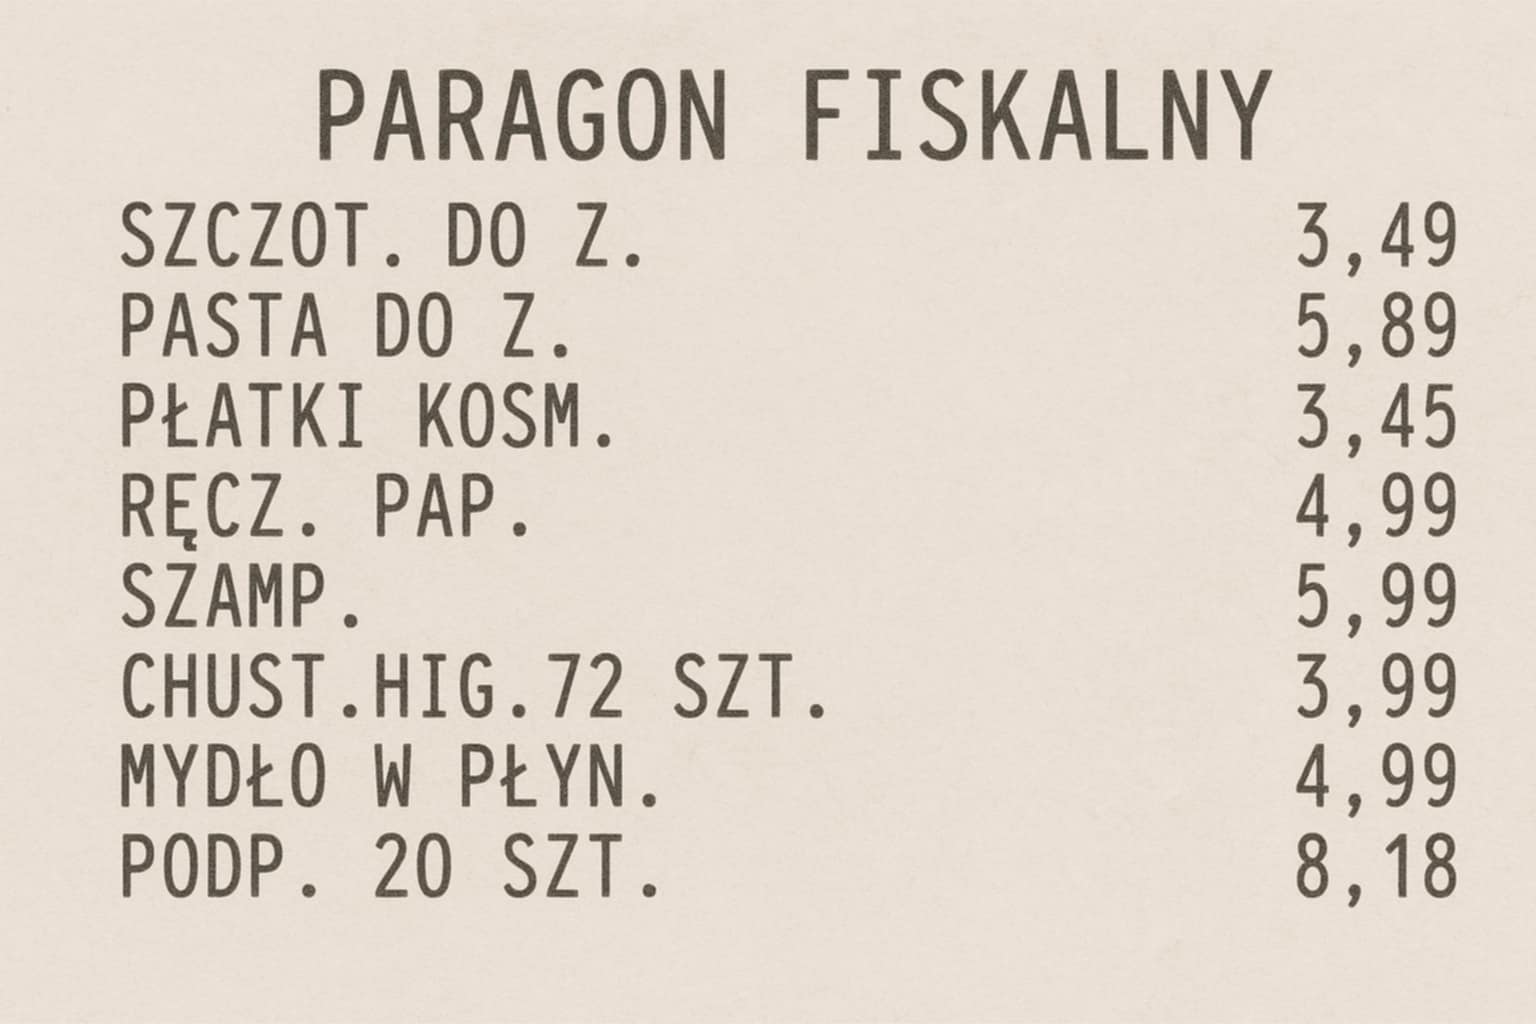 PARAGON FISKALNY
SZCZOT. DO Z. 3,49
PASTA DO Z. 5,89
PŁATKI KOSM. 3,45
RĘCZ. PAP. 4,99
SZAMP. 5,99
CHUST.HIG.72 SZT. 3,99
MYDŁO W PŁYN. 4,99
PODP. 20 SZT. 8,18